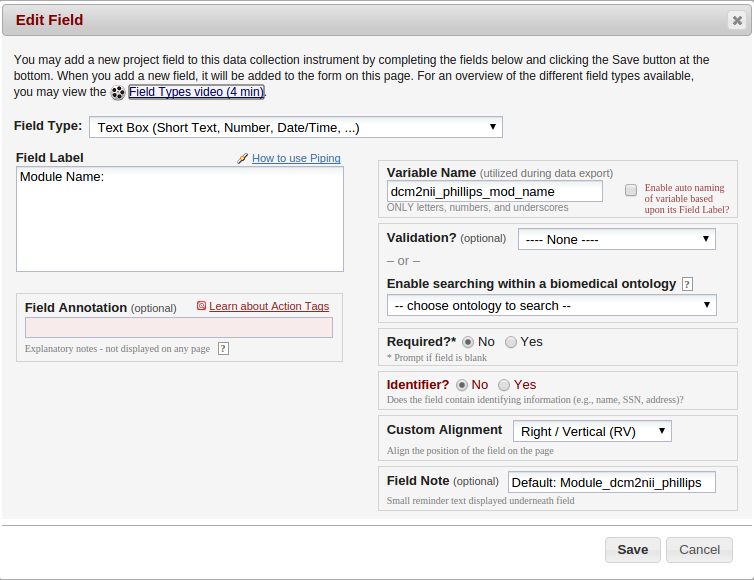 Edit Field
You may add a new project field to this data collection instrument by completing the fields below and clicking the Save button at the
bottom. When you add a new field, it will be added to the form on this page. For an overview of the different field types available,
you may view the Field Types video (4 min).
Field Type: Text Box (Short Text, Number, Date/Time, ...)
Field Label How to use Piping
Module Name:
Field Annotation (optional) Learn about Action Tags
Explanatory notes - not displayed on any page ?
Variable Name (utilized during data export)
dcm2nii_phillips_mod_name
ONLY letters, numbers, and underscores
Enable auto naming
of variable based
upon its Field Label?
Validation? (optional) ---- None ----
– or –
Enable searching within a biomedical ontology ?
-- choose ontology to search --
Required?* No Yes
* Prompt if field is blank
Identifier? No Yes
Does the field contain identifying information (e.g., name, SSN, address)?
Custom Alignment Right / Vertical (RV)
Align the position of the field on the page
Field Note (optional) Default: Module_dcm2nii_phillips
Small reminder text displayed underneath field
Save Cancel